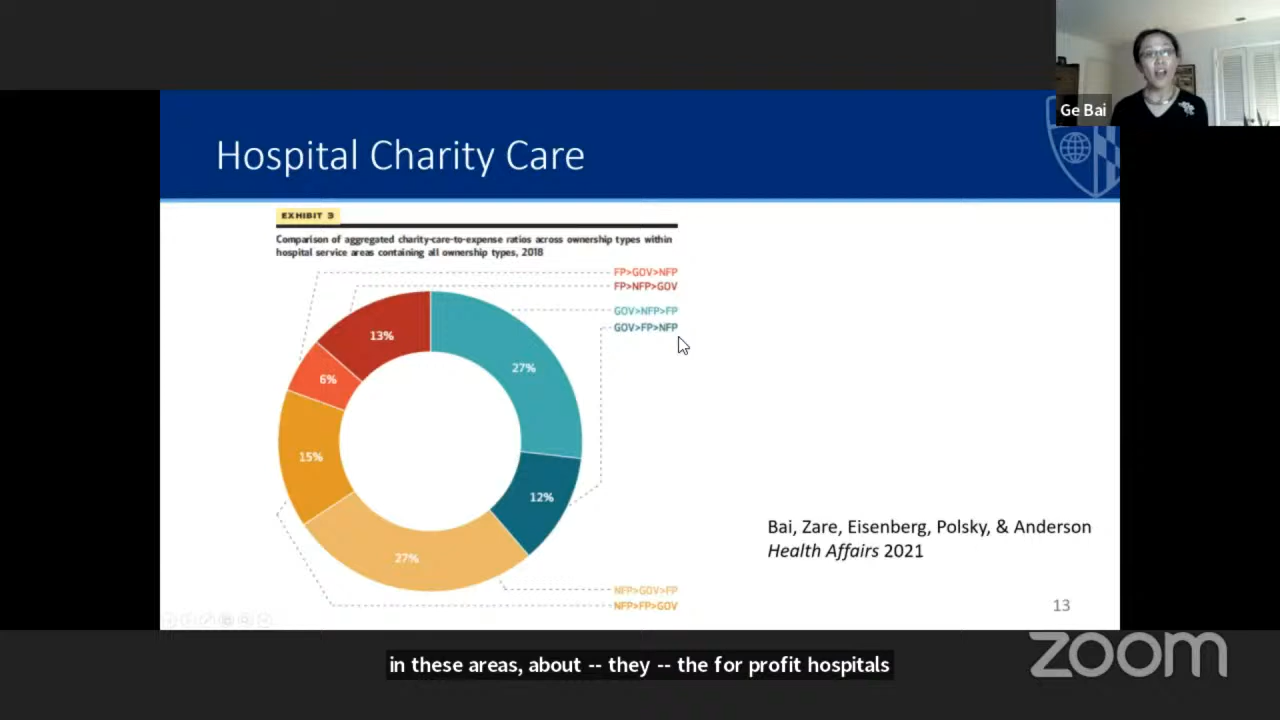 Ge Bai
Hospital Charity Care
EXHIBIT 3
Comparison of aggregated charity-care-to-expense ratios across ownership types within
hospital service areas containing all ownership types, 2018
FP>GOV>NFP
FP>NFP>GOV
GOV>NFP>FP
GOV>FP>NFP
13%
27%
6%
15%
12%
27%
NFP>GOV>FP
NFP>FP>GOV
Bai, Zare, Eisenberg, Polsky, & Anderson
Health Affairs 2021
13
in these areas, about -- they -- the for profit hospitals
zoom